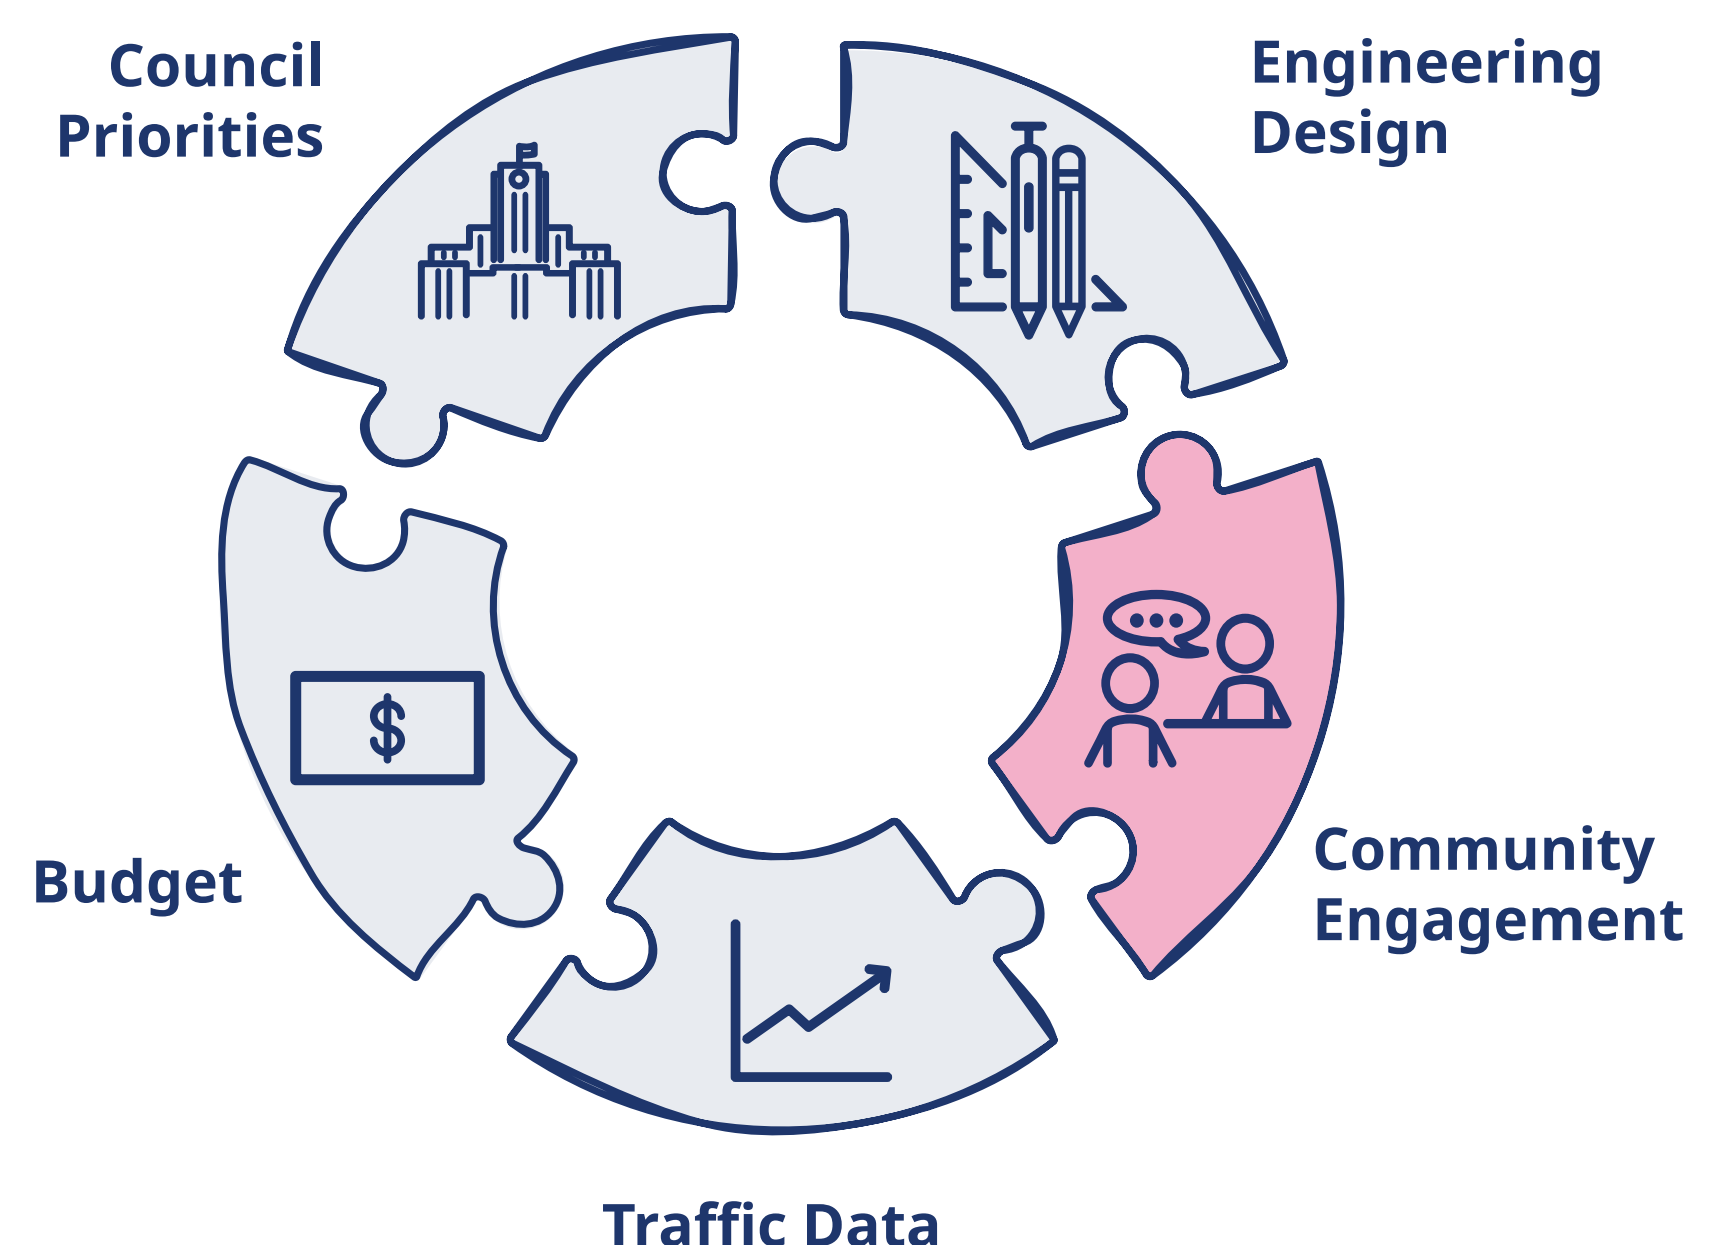 Council
Priorities
Engineering
Design
$
Budget
Community
Engagement
Traffic Data